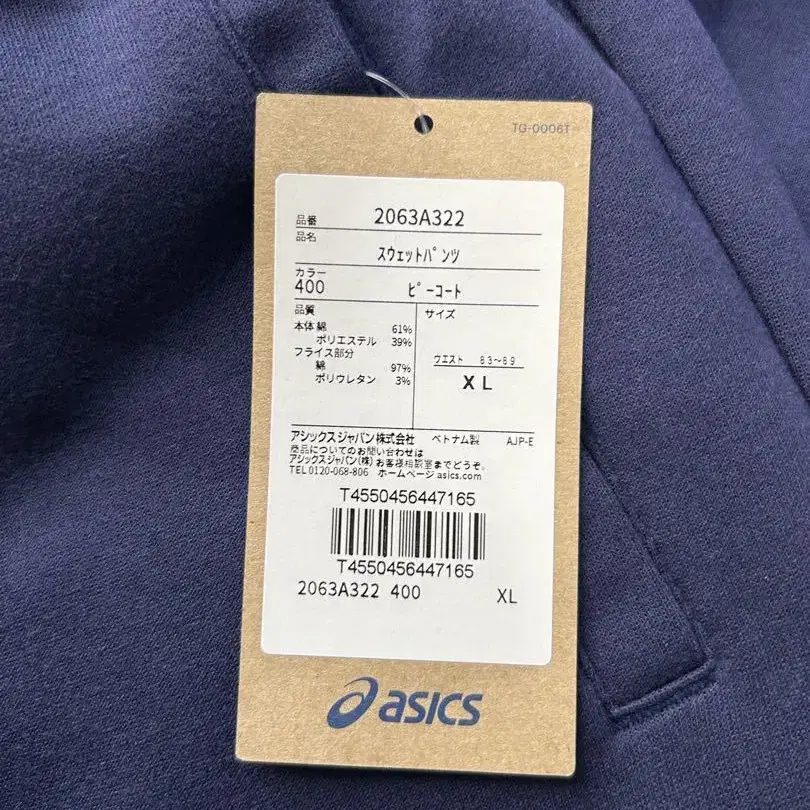 TG-0006T
品番 2063A322
品名
スウェットパンツ
カラー
400 ピーコート
品質
本体 綿 61%
ポリエステル 39%
フライス部分
綿 97%
ポリウレタン 3%
サイズ
ウエスト 83~89
XL
アシックスジャパン株式会社 ベトナム製 AJP-E
商品についてのお問い合わせは
アシックスジャパン(株)お客様相談室までどうぞ。
TEL 0120-068-806 ホームページ asics.com
T4550456447165
T4550456447165
2063A322 400 XL
asics